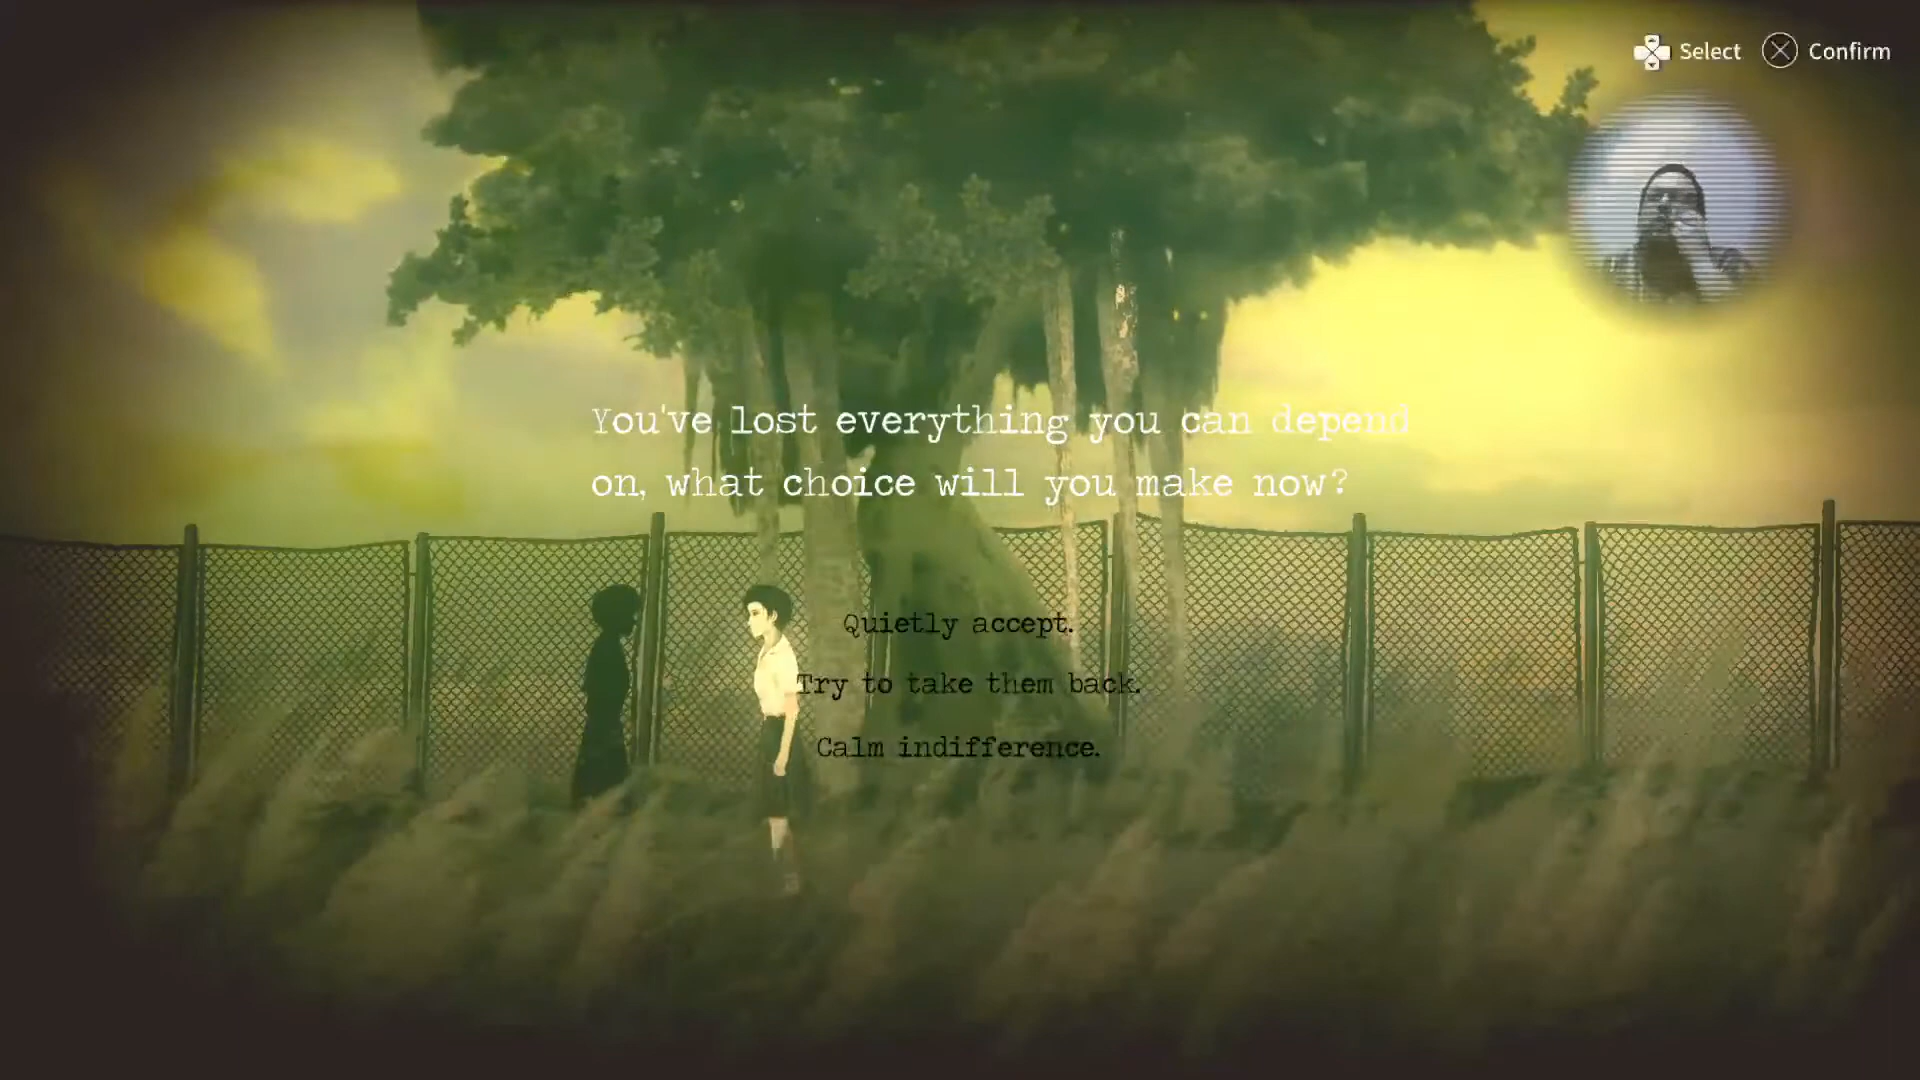 Select Confirm
You've lost everything you can depend
on, what choice will you make now?
Quietly accept.
Try to take them back.
Calm indifference.